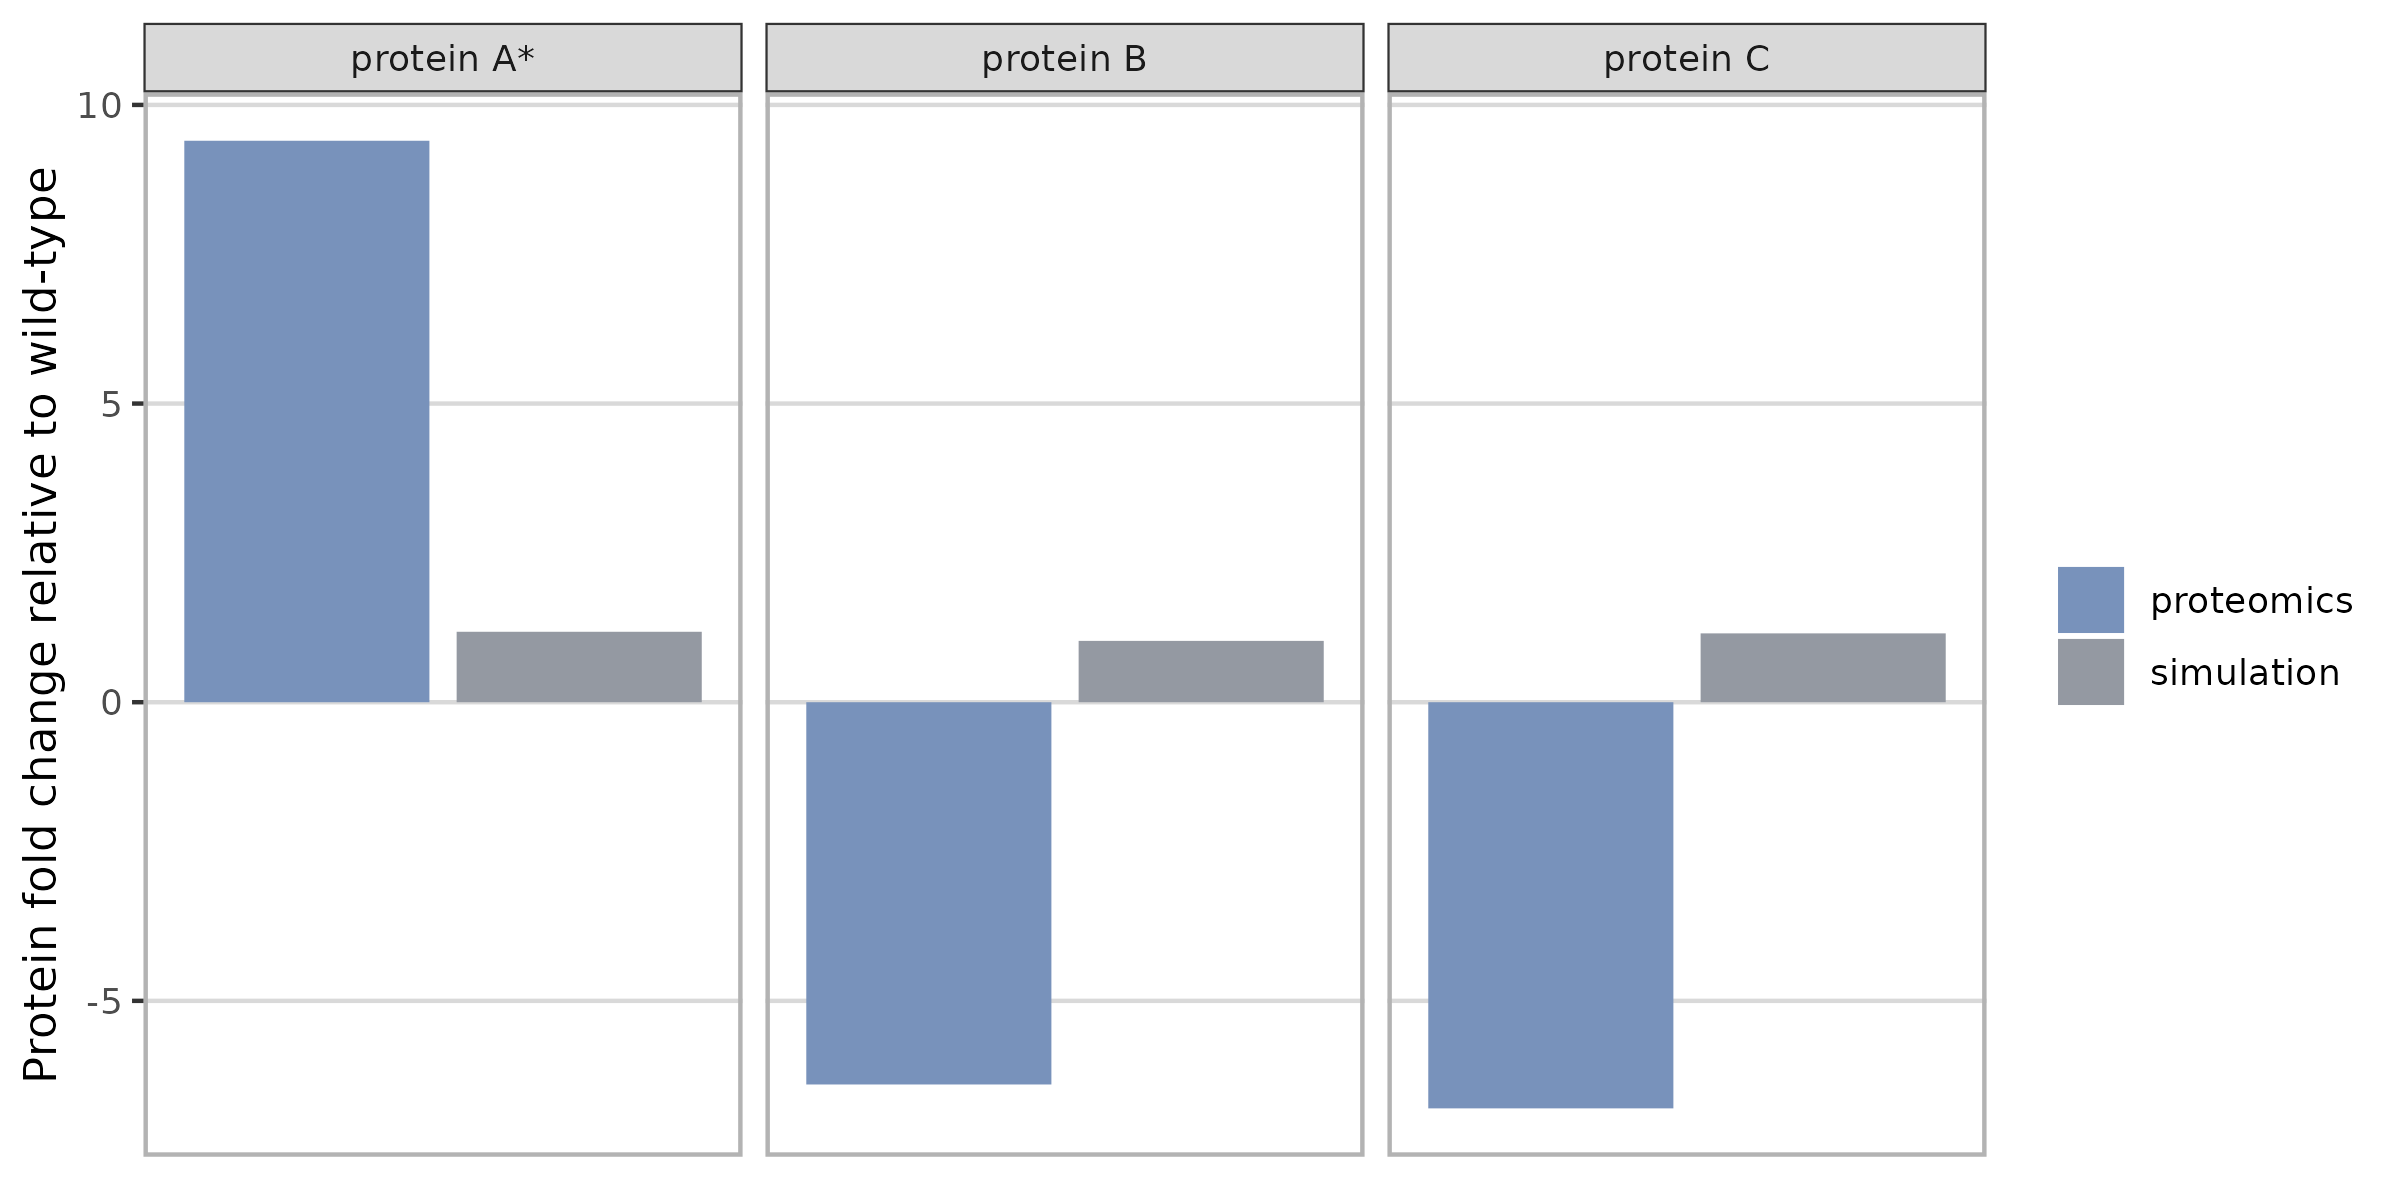 protein A*
protein B
protein C
Protein fold change relative to wild-type
10
5
0
-5
proteomics
simulation